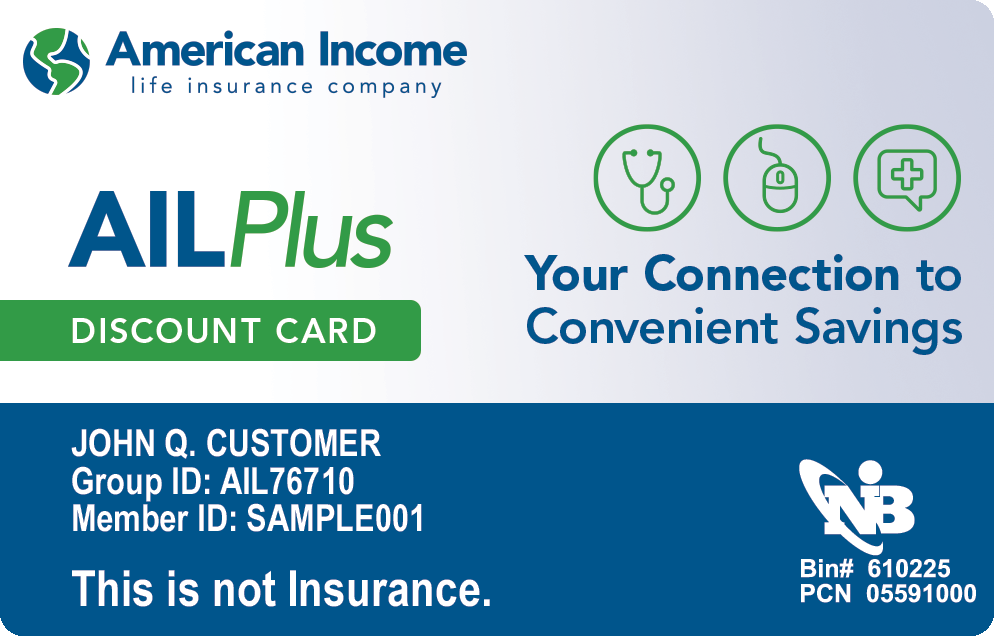 American Income
life insurance company
AILPlus
DISCOUNT CARD
Your Connection to
Convenient Savings
JOHN Q. CUSTOMER
Group ID: AIL76710
Member ID: SAMPLE001
This is not Insurance.
NiB
Bin# 610225
PCN 05591000